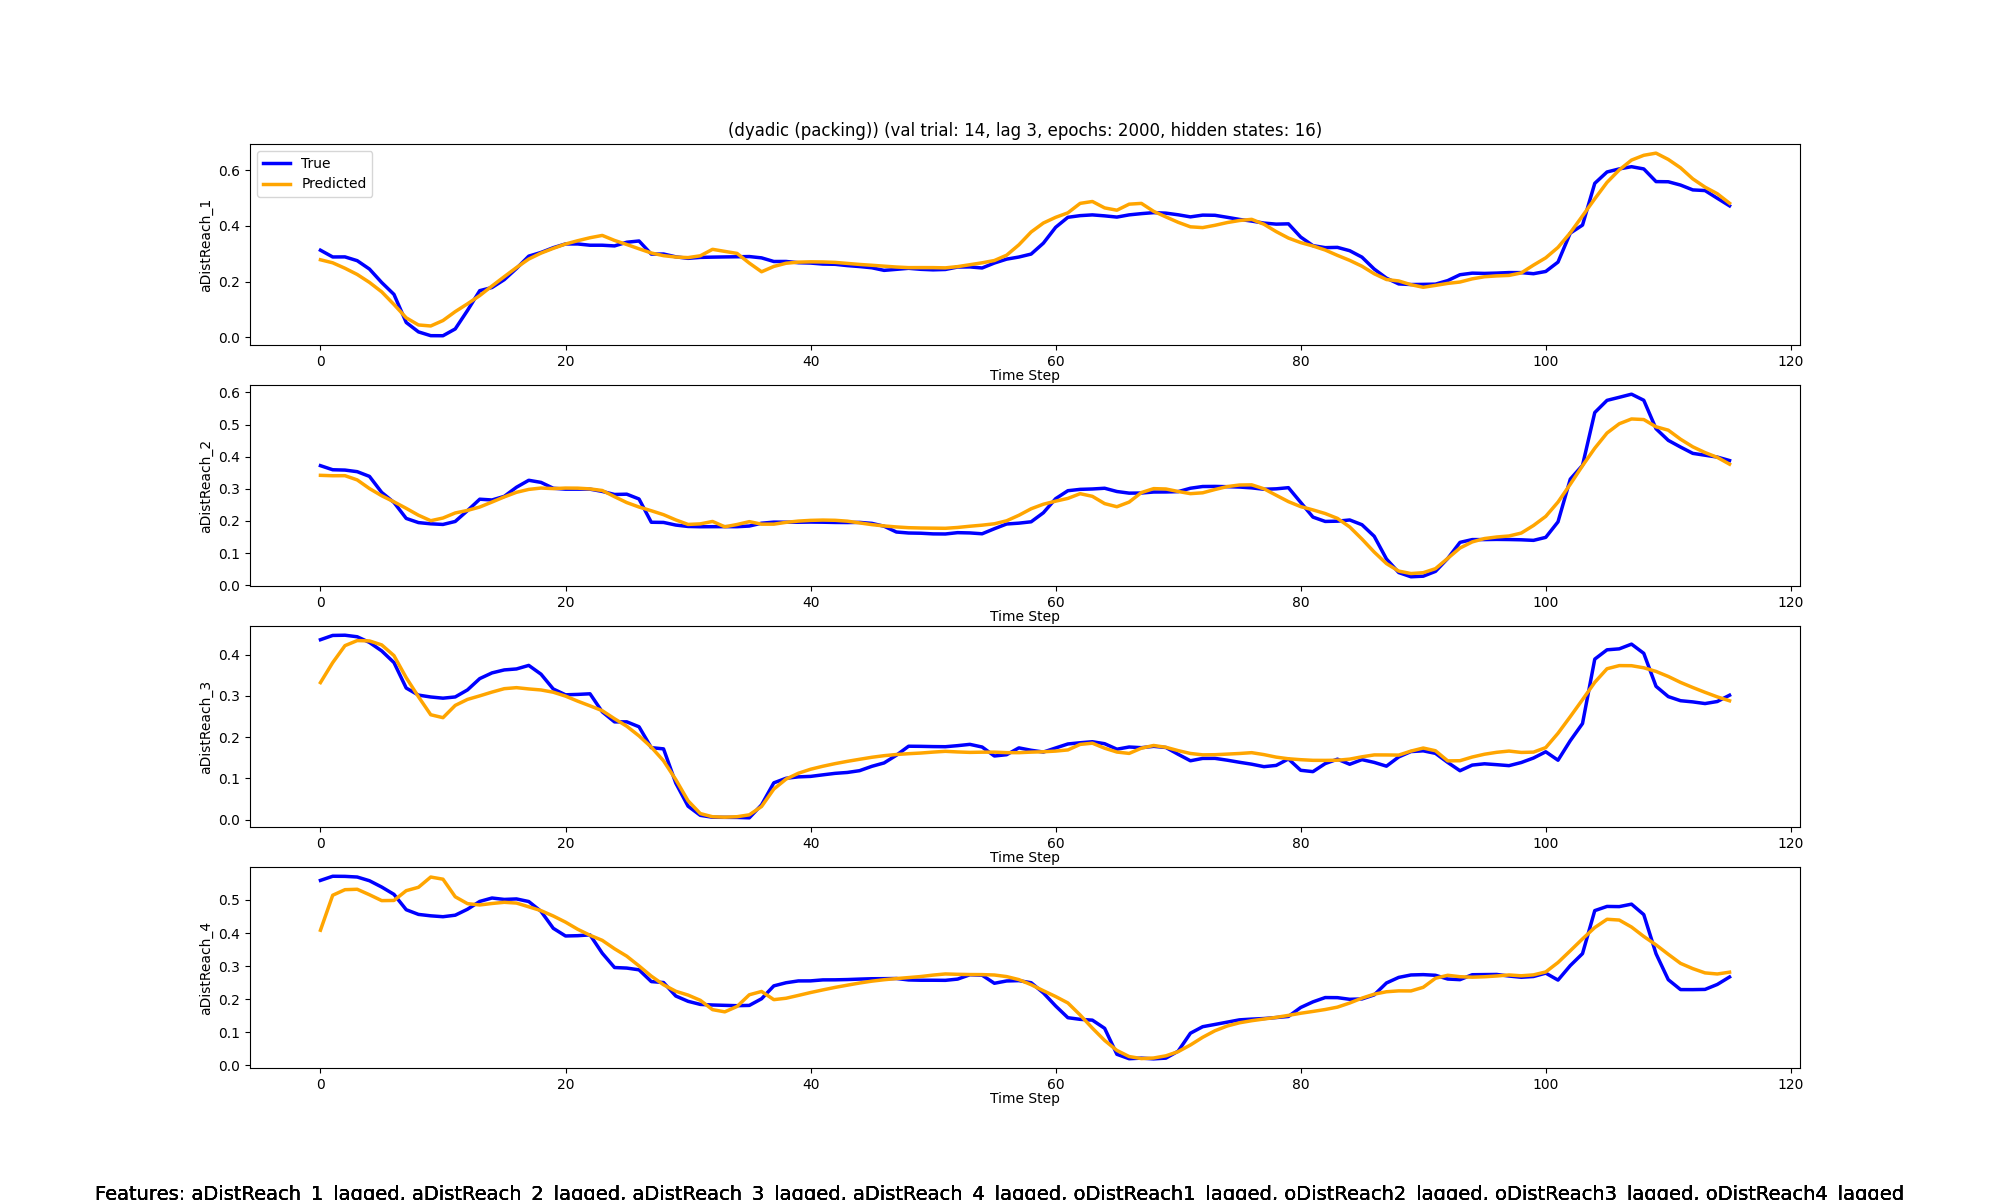 (dyadic (packing)) (val trial: 14, lag 3, epochs: 2000, hidden states: 16)
True
Predicted
aDistReach_1
0.6
0.4
0.2
0.0
0 20 40 60 80 100 120
Time Step
aDistReach_2
0.6
0.5
0.4
0.3
0.2
0.1
0.0
0 20 40 60 80 100 120
Time Step
aDistReach_3
0.4
0.3
0.2
0.1
0.0
0 20 40 60 80 100 120
Time Step
aDistReach_4
0.5
0.4
0.3
0.2
0.1
0.0
0 20 40 60 80 100 120
Time Step
Features: aDistReach_1_lagged, aDistReach_2_lagged, aDistReach_3_lagged, aDistReach_4_lagged, oDistReach1_lagged, oDistReach2_lagged, oDistReach3_lagged, oDistReach4_lagged